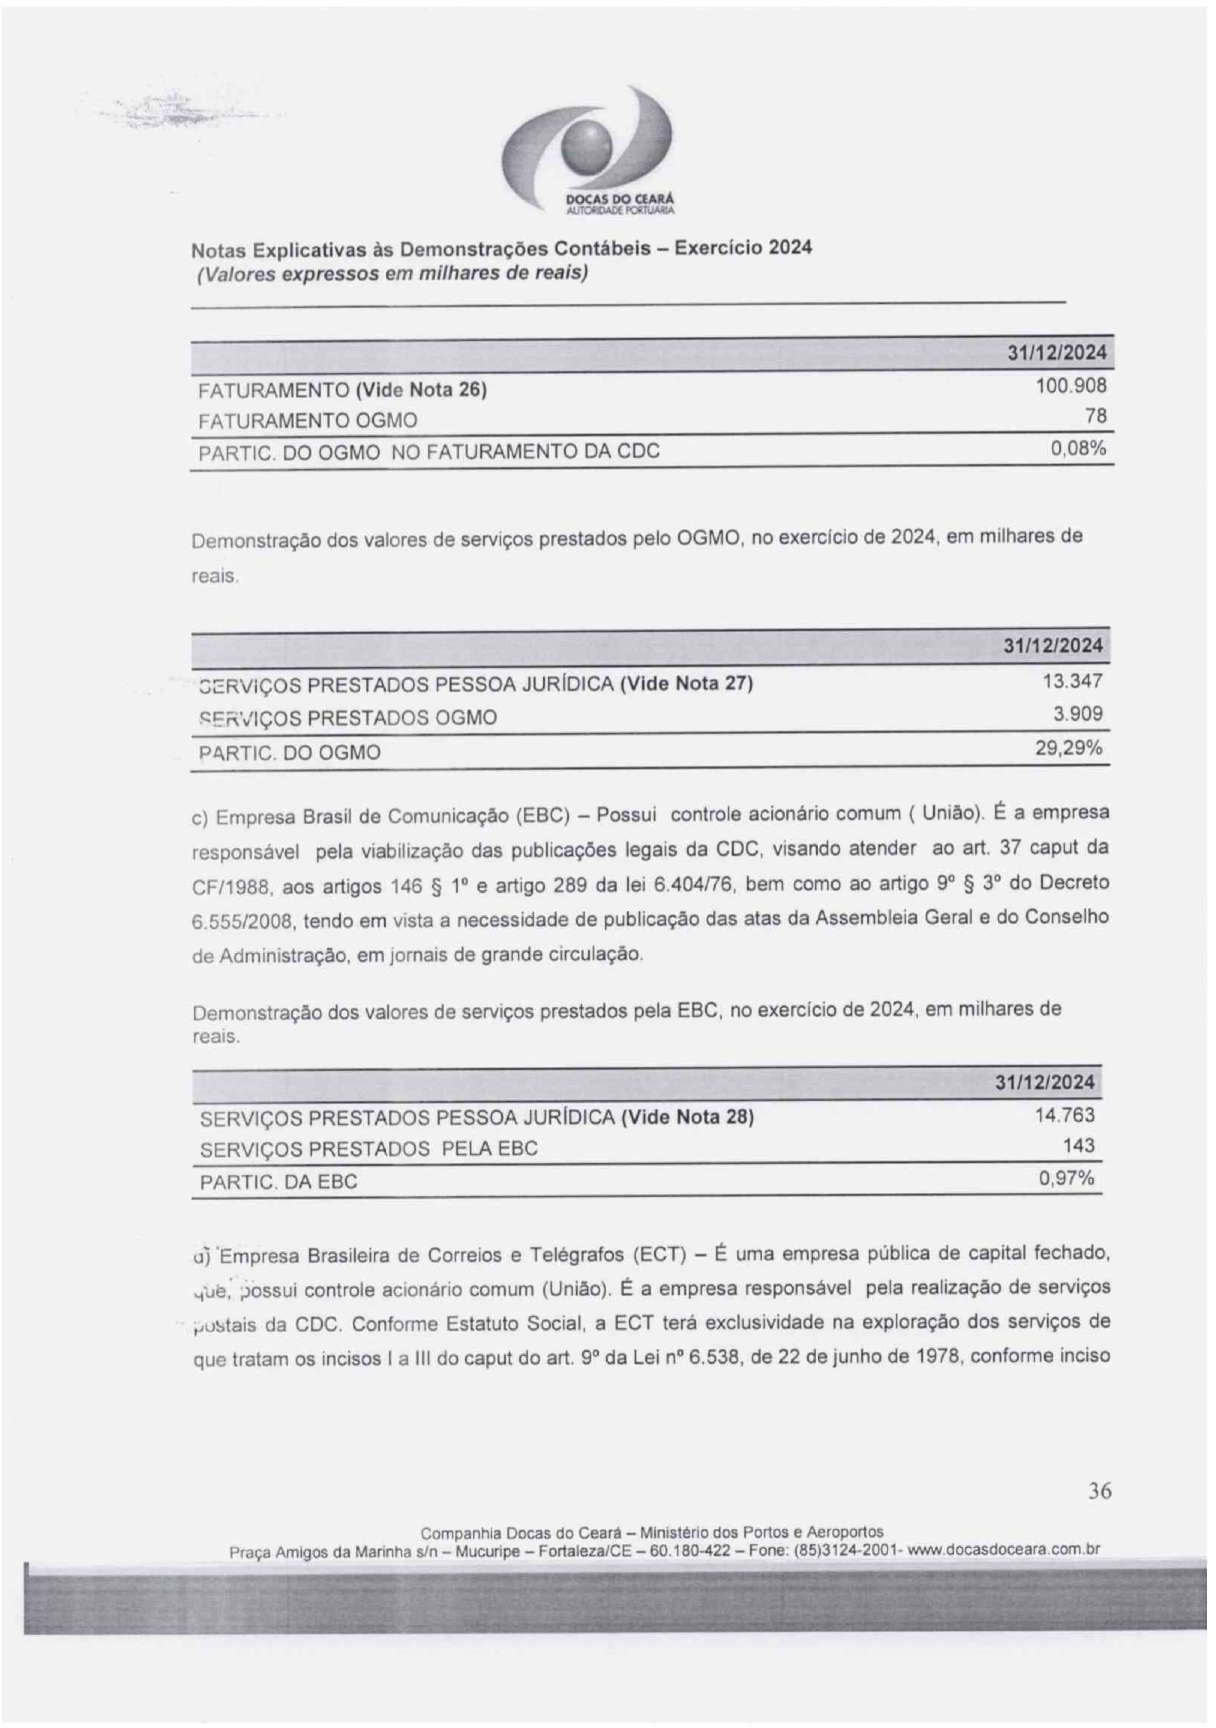 DOCAS DO CEARÁ
AUTORIDADE PORTUÁRIA
Notas Explicativas às Demonstrações Contábeis – Exercício 2024
(Valores expressos em milhares de reais)
31/12/2024
FATURAMENTO (Vide Nota 26) 100.908
FATURAMENTO OGMO 78
PARTIC. DO OGMO NO FATURAMENTO DA CDC 0,08%
Demonstração dos valores de serviços prestados pelo OGMO, no exercício de 2024, em milhares de
reais.
31/12/2024
SERVIÇOS PRESTADOS PESSOA JURÍDICA (Vide Nota 27) 13.347
SERVIÇOS PRESTADOS OGMO 3.909
PARTIC. DO OGMO 29,29%
c) Empresa Brasil de Comunicação (EBC) – Possui controle acionário comum ( União). É a empresa
responsável pela viabilização das publicações legais da CDC, visando atender ao art. 37 caput da
CF/1988, aos artigos 146 § 1º e artigo 289 da lei 6.404/76, bem como ao artigo 9º § 3º do Decreto
6.555/2008, tendo em vista a necessidade de publicação das atas da Assembleia Geral e do Conselho
de Administração, em jornais de grande circulação.
Demonstração dos valores de serviços prestados pela EBC, no exercício de 2024, em milhares de
reais.
31/12/2024
SERVIÇOS PRESTADOS PESSOA JURÍDICA (Vide Nota 28) 14.763
SERVIÇOS PRESTADOS PELA EBC 143
PARTIC. DA EBC 0,97%
d) Empresa Brasileira de Correios e Telégrafos (ECT) – É uma empresa pública de capital fechado,
que, possui controle acionário comum (União). É a empresa responsável pela realização de serviços
postais da CDC. Conforme Estatuto Social, a ECT terá exclusividade na exploração dos serviços de
que tratam os incisos I a III do caput do art. 9º da Lei nº 6.538, de 22 de junho de 1978, conforme inciso
36
Companhia Docas do Ceará – Ministério dos Portos e Aeroportos
Praça Amigos da Marinha s/n – Mucuripe – Fortaleza/CE – 60.180-422 – Fone: (85)3124-2001- www.docasdoceara.com.br